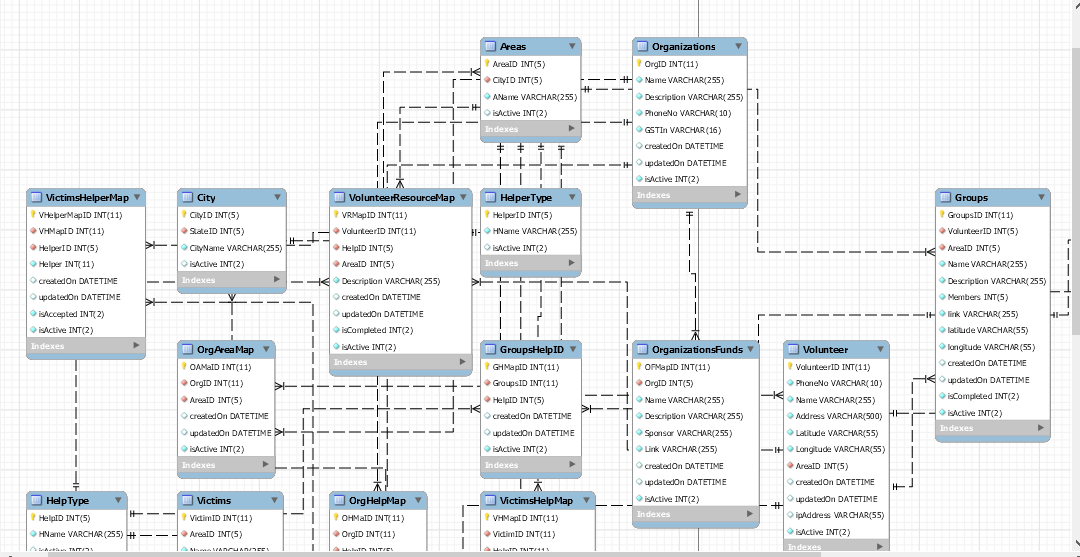 Areas
AreaID INT(5)
CityID INT(5)
AName VARCHAR(255)
isActive INT(2)
Indexes
Organizations
OrgID INT(11)
Name VARCHAR(255)
Description VARCHAR(255)
PhoneNo VARCHAR(10)
GSTIn VARCHAR(16)
createdOn DATETIME
updatedOn DATETIME
isActive INT(2)
Indexes
VictimsHelperMap
VHelperMapID INT(11)
VHMapID INT(11)
HelperID INT(5)
Helper INT(11)
createdOn DATETIME
updatedOn DATETIME
isAccepted INT(2)
isActive INT(2)
Indexes
City
CityID INT(5)
StateID INT(5)
CityName VARCHAR(255)
isActive INT(2)
Indexes
VolunteerResourceMap
VRMapID INT(11)
VolunteerID INT(11)
HelpID INT(5)
AreaID INT(5)
Description VARCHAR(255)
createdOn DATETIME
updatedOn DATETIME
isCompleted INT(2)
isActive INT(2)
Indexes
HelperType
HelperID INT(5)
HName VARCHAR(255)
isActive INT(2)
Indexes
Groups
GroupsID INT(11)
VolunteerID INT(5)
AreaID INT(5)
Name VARCHAR(255)
Description VARCHAR(255)
Members INT(5)
link VARCHAR(255)
latitude VARCHAR(55)
longitude VARCHAR(55)
createdOn DATETIME
updatedOn DATETIME
isCompleted INT(2)
isActive INT(2)
Indexes
OrgAreaMap
OAMaID INT(11)
OrgID INT(11)
AreaID INT(5)
createdOn DATETIME
updatedOn DATETIME
isActive INT(2)
Indexes
GroupsHelpID
GHMapID INT(11)
GroupsID INT(11)
HelpID INT(5)
createdOn DATETIME
updatedOn DATETIME
isActive INT(2)
Indexes
OrganizationsFunds
OFMapID INT(11)
OrgID INT(5)
Name VARCHAR(255)
Description VARCHAR(255)
Sponsor VARCHAR(255)
Link VARCHAR(255)
createdOn DATETIME
updatedOn DATETIME
isActive INT(2)
Indexes
Volunteer
VolunteerID INT(11)
PhoneNo VARCHAR(10)
Name VARCHAR(255)
Address VARCHAR(500)
Latitude VARCHAR(55)
Longitude VARCHAR(55)
AreaID INT(5)
createdOn DATETIME
updatedOn DATETIME
ipAddress VARCHAR(55)
isActive INT(2)
Indexes
HelpType
HelpID INT(5)
HName VARCHAR(255)
isActive INT(2)
Victims
VictimID INT(11)
AreaID INT(5)
Name VARCHAR(255)
OrgHelpMap
OHMaID INT(11)
OrgID INT(11)
HelpID INT(5)
VictimsHelpMap
VHMapID INT(11)
VictimID INT(11)
HelpID INT(5)